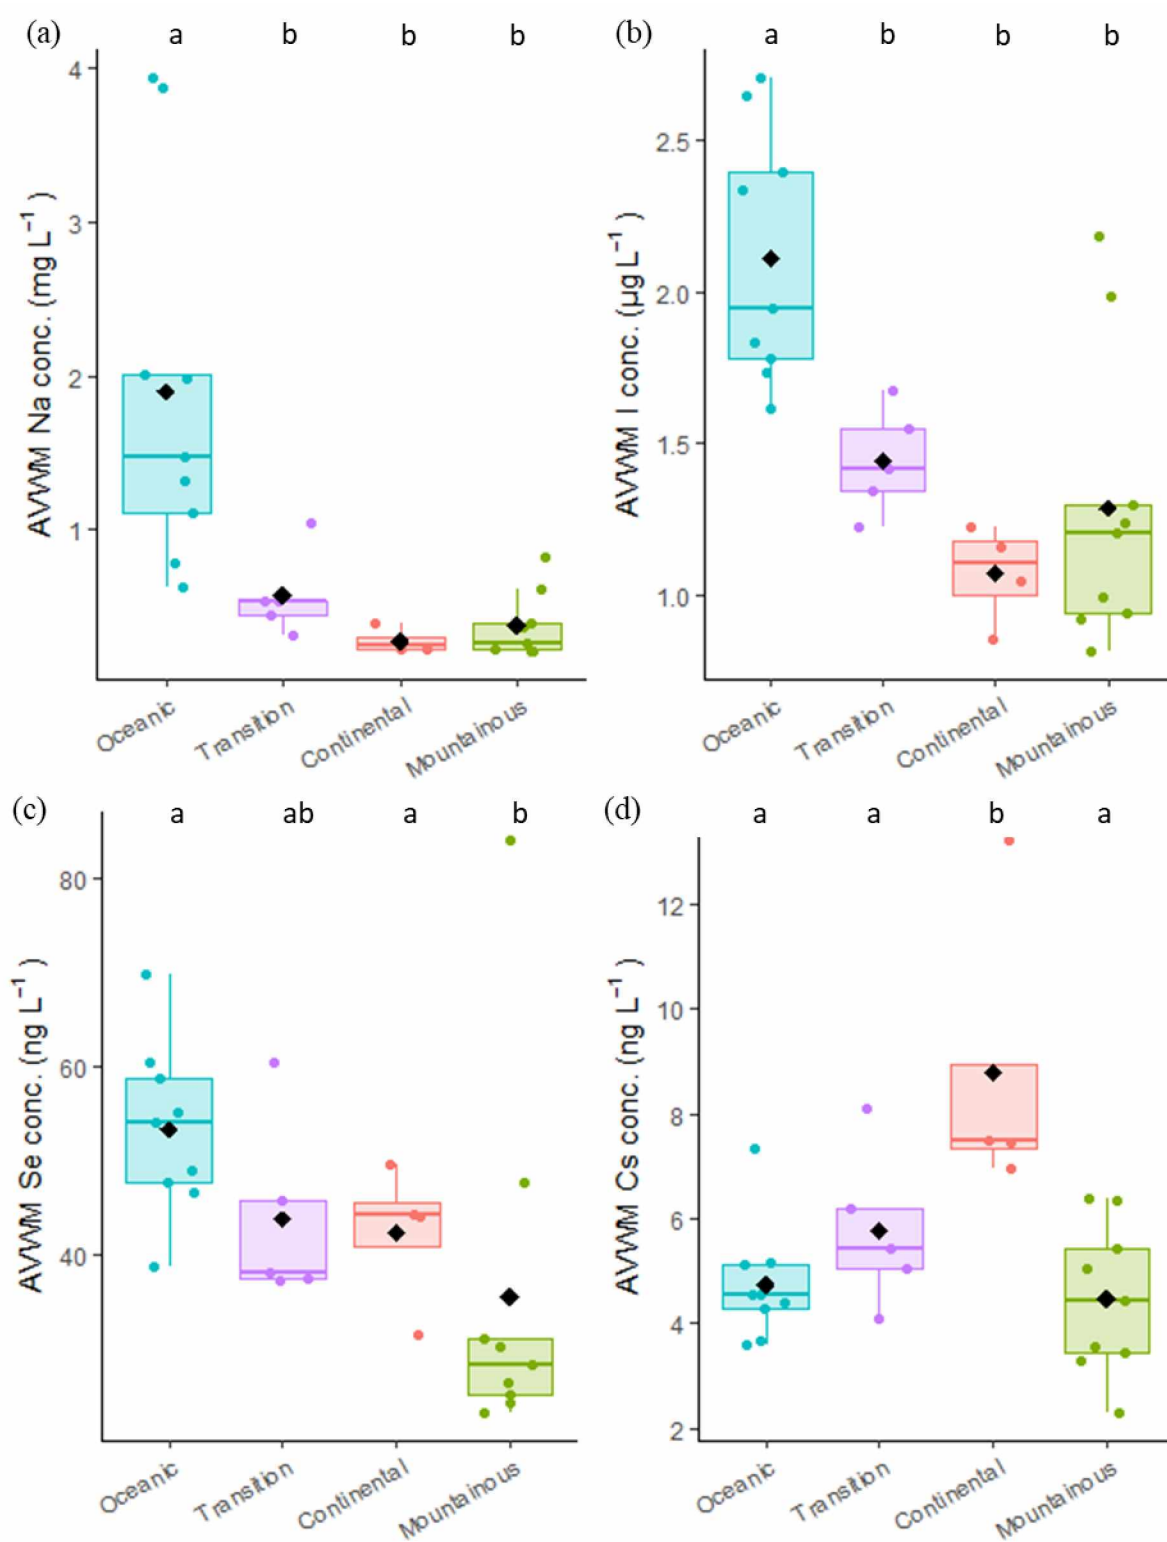 (a) a b b b
AVWM Na conc. (mg L⁻¹)
4
3
2
1
Oceanic Transition Continental Mountainous
(b) a b b b
AVWM I conc. (µg L⁻¹)
2.5
2.0
1.5
1.0
Oceanic Transition Continental Mountainous
(c) a ab a b
AVWM Se conc. (ng L⁻¹)
80
60
40
Oceanic Transition Continental Mountainous
(d) a a b a
AVWM Cs conc. (ng L⁻¹)
12
10
8
6
4
2
Oceanic Transition Continental Mountainous